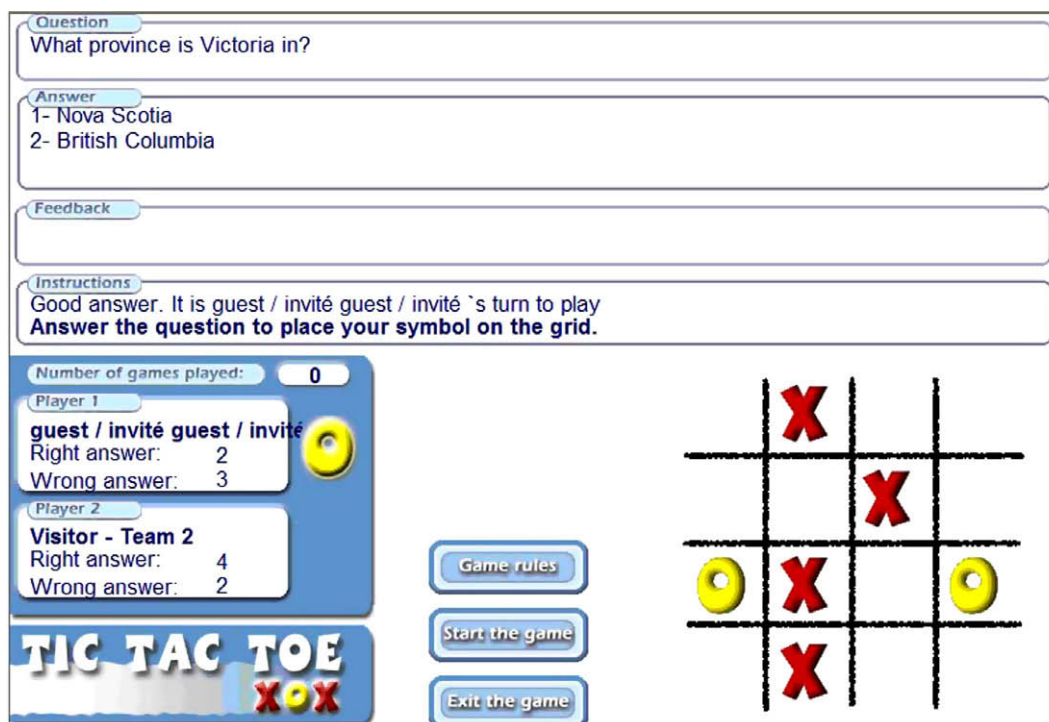 Question
What province is Victoria in?
Answer
1- Nova Scotia
2- British Columbia
Feedback
Instructions
Good answer. It is guest / invité guest / invité `s turn to play
Answer the question to place your symbol on the grid.
Number of games played: 0
Player 1
guest / invité guest / invité
Right answer: 2
Wrong answer: 3
Player 2
Visitor - Team 2
Right answer: 4
Wrong answer: 2
TIC TAC TOE
XOX
Game rules
Start the game
Exit the game
X
X
O X O
X
O